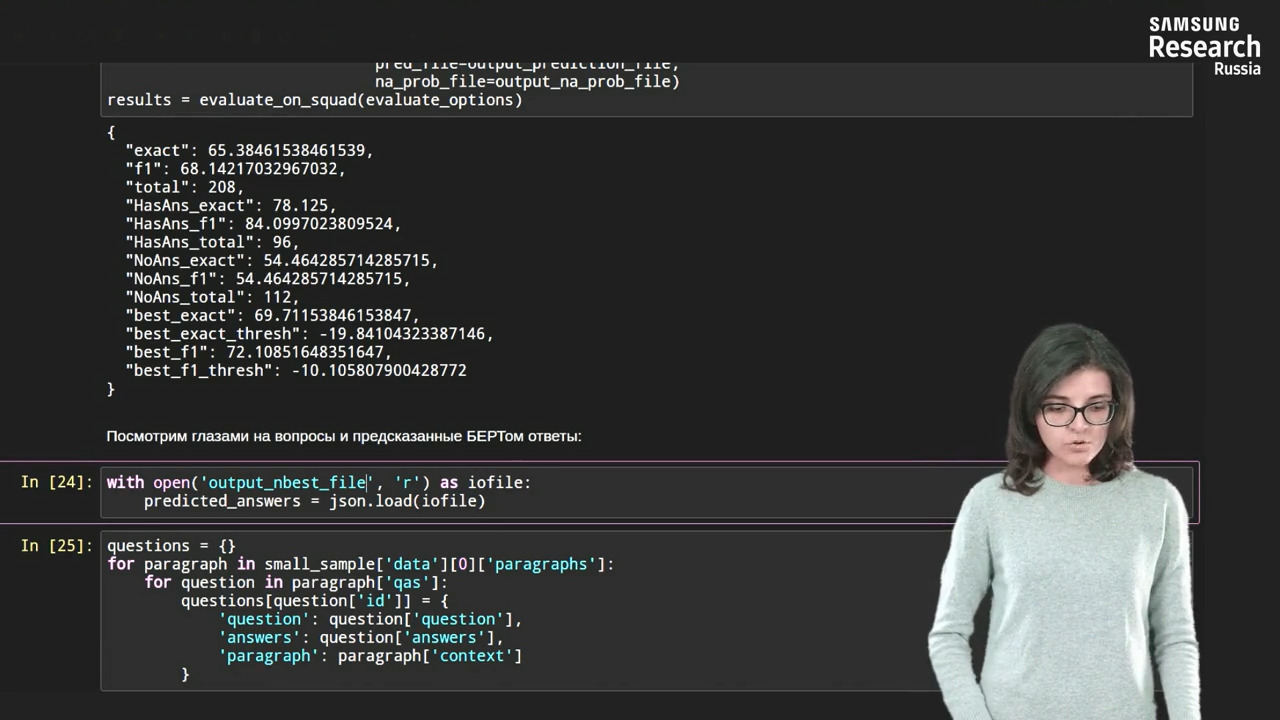 SAMSUNG
Research
Russia
pred_file=output_prediction_file,
na_prob_file=output_na_prob_file)
results = evaluate_on_squad(evaluate_options)
{
"exact": 65.38461538461539,
"f1": 68.14217032967032,
"total": 208,
"HasAns_exact": 78.125,
"HasAns_f1": 84.0997023809524,
"HasAns_total": 96,
"NoAns_exact": 54.464285714285715,
"NoAns_f1": 54.464285714285715,
"NoAns_total": 112,
"best_exact": 69.71153846153847,
"best_exact_thresh": -19.84104323387146,
"best_f1": 72.10851648351647,
"best_f1_thresh": -10.105807900428772
}
Посмотрим глазами на вопросы и предсказанные БЕРТом ответы:
In [24]: with open('output_nbest_file', 'r') as iofile:
predicted_answers = json.load(iofile)
In [25]: questions = {}
for paragraph in small_sample['data'][0]['paragraphs']:
for question in paragraph['qas']:
questions[question['id']] = {
'question': question['question'],
'answers': question['answers'],
'paragraph': paragraph['context']
}